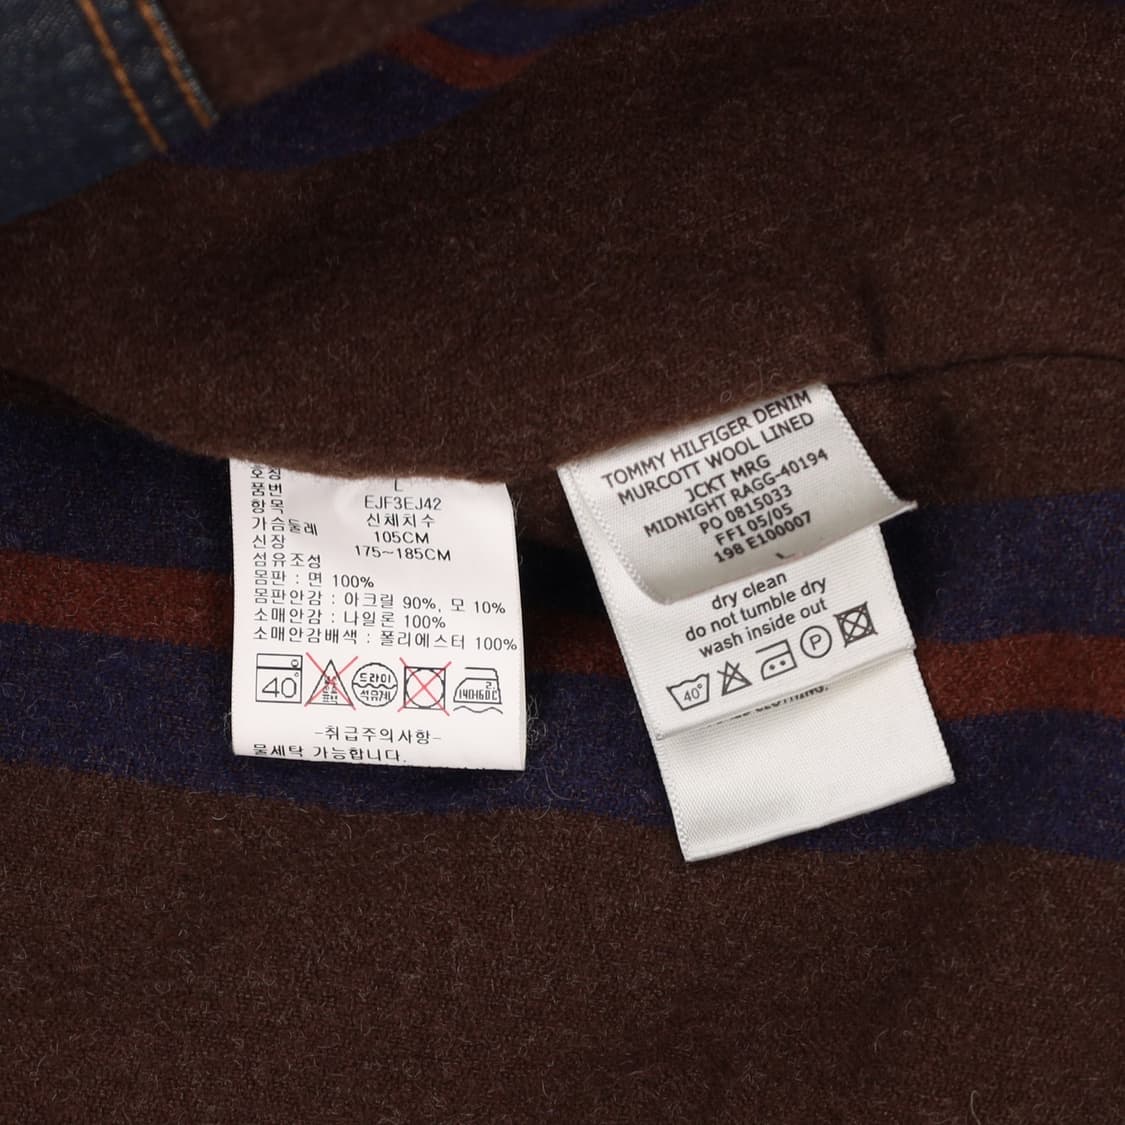 호칭
L
품번
EJF3EJ42
항목
신체치수
가슴둘레
105CM
신장
175~185CM
섬유조성
몸판 : 면 100%
몸판안감 : 아크릴 90%, 모 10%
소매안감 : 나일론 100%
소매안감배색 : 폴리에스터 100%
40
드라이
석유계
140~160℃
-취급주의사항-
물세탁 가능합니다.
TOMMY HILFIGER DENIM
MURCOTT WOOL LINED
JCKT MRG
MIDNIGHT RAGG-40194
PO 0815033
FF1 05/05
198 E100007
L
dry clean
do not tumble dry
wash inside out
40°
P
CLOTHING.